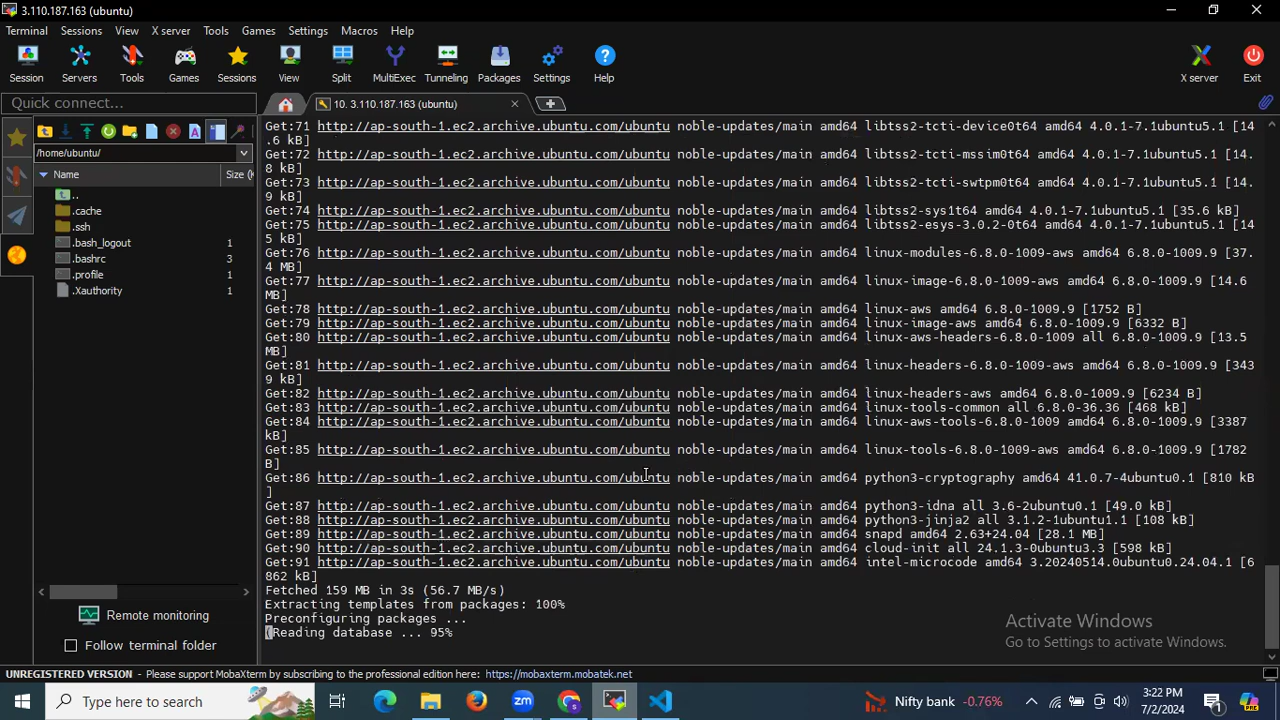 3.110.187.163 (ubuntu)
Terminal Sessions View X server Tools Games Settings Macros Help
Session Servers Tools Games Sessions View Split MultiExec Tunneling Packages Settings Help X server Exit
Quick connect...
10. 3.110.187.163 (ubuntu)
/home/ubuntu/
Name Size (K
..
.cache
.ssh
.bash_logout 1
.bashrc 3
.profile 1
.Xauthority 1
Remote monitoring
Follow terminal folder
Get:71 http://ap-south-1.ec2.archive.ubuntu.com/ubuntu noble-updates/main amd64 libtss2-tcti-device0t64 amd64 4.0.1-7.1ubuntu5.1 [14
.6 kB]
Get:72 http://ap-south-1.ec2.archive.ubuntu.com/ubuntu noble-updates/main amd64 libtss2-tcti-mssim0t64 amd64 4.0.1-7.1ubuntu5.1 [14.
8 kB]
Get:73 http://ap-south-1.ec2.archive.ubuntu.com/ubuntu noble-updates/main amd64 libtss2-tcti-swtpm0t64 amd64 4.0.1-7.1ubuntu5.1 [14.
9 kB]
Get:74 http://ap-south-1.ec2.archive.ubuntu.com/ubuntu noble-updates/main amd64 libtss2-sys1t64 amd64 4.0.1-7.1ubuntu5.1 [35.6 kB]
Get:75 http://ap-south-1.ec2.archive.ubuntu.com/ubuntu noble-updates/main amd64 libtss2-esys-3.0.2-0t64 amd64 4.0.1-7.1ubuntu5.1 [14
5 kB]
Get:76 http://ap-south-1.ec2.archive.ubuntu.com/ubuntu noble-updates/main amd64 linux-modules-6.8.0-1009-aws amd64 6.8.0-1009.9 [37.
4 MB]
Get:77 http://ap-south-1.ec2.archive.ubuntu.com/ubuntu noble-updates/main amd64 linux-image-6.8.0-1009-aws amd64 6.8.0-1009.9 [14.6
MB]
Get:78 http://ap-south-1.ec2.archive.ubuntu.com/ubuntu noble-updates/main amd64 linux-aws amd64 6.8.0-1009.9 [1752 B]
Get:79 http://ap-south-1.ec2.archive.ubuntu.com/ubuntu noble-updates/main amd64 linux-image-aws amd64 6.8.0-1009.9 [6332 B]
Get:80 http://ap-south-1.ec2.archive.ubuntu.com/ubuntu noble-updates/main amd64 linux-aws-headers-6.8.0-1009 all 6.8.0-1009.9 [13.5
MB]
Get:81 http://ap-south-1.ec2.archive.ubuntu.com/ubuntu noble-updates/main amd64 linux-headers-6.8.0-1009-aws amd64 6.8.0-1009.9 [343
9 kB]
Get:82 http://ap-south-1.ec2.archive.ubuntu.com/ubuntu noble-updates/main amd64 linux-headers-aws amd64 6.8.0-1009.9 [6234 B]
Get:83 http://ap-south-1.ec2.archive.ubuntu.com/ubuntu noble-updates/main amd64 linux-tools-common all 6.8.0-36.36 [468 kB]
Get:84 http://ap-south-1.ec2.archive.ubuntu.com/ubuntu noble-updates/main amd64 linux-aws-tools-6.8.0-1009 amd64 6.8.0-1009.9 [3387
kB]
Get:85 http://ap-south-1.ec2.archive.ubuntu.com/ubuntu noble-updates/main amd64 linux-tools-6.8.0-1009-aws amd64 6.8.0-1009.9 [1782
B]
Get:86 http://ap-south-1.ec2.archive.ubuntu.com/ubuntu noble-updates/main amd64 python3-cryptography amd64 41.0.7-4ubuntu0.1 [810 kB
]
Get:87 http://ap-south-1.ec2.archive.ubuntu.com/ubuntu noble-updates/main amd64 python3-idna all 3.6-2ubuntu0.1 [49.0 kB]
Get:88 http://ap-south-1.ec2.archive.ubuntu.com/ubuntu noble-updates/main amd64 python3-jinja2 all 3.1.2-1ubuntu1.1 [108 kB]
Get:89 http://ap-south-1.ec2.archive.ubuntu.com/ubuntu noble-updates/main amd64 snapd amd64 2.63+24.04 [28.1 MB]
Get:90 http://ap-south-1.ec2.archive.ubuntu.com/ubuntu noble-updates/main amd64 cloud-init all 24.1.3-0ubuntu3.3 [598 kB]
Get:91 http://ap-south-1.ec2.archive.ubuntu.com/ubuntu noble-updates/main amd64 intel-microcode amd64 3.20240514.0ubuntu0.24.04.1 [6
862 kB]
Fetched 159 MB in 3s (56.7 MB/s)
Extracting templates from packages: 100%
Preconfiguring packages ...
(Reading database ... 95%
Activate Windows
Go to Settings to activate Windows.
UNREGISTERED VERSION - Please support MobaXterm by subscribing to the professional edition here: https://mobaxterm.mobatek.net
Type here to search
Nifty bank -0.76%
3:22 PM
7/2/2024